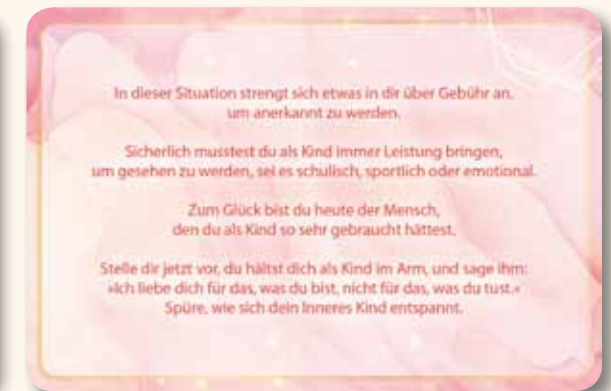 In dieser Situation strengt sich etwas in dir über Gebühr an,
um anerkannt zu werden.
Sicherlich musstest du als Kind immer Leistung bringen,
um gesehen zu werden, sei es schulisch, sportlich oder emotional.
Zum Glück bist du heute der Mensch,
den du als Kind so sehr gebraucht hättest.
Stelle dir jetzt vor, du hältst dich als Kind im Arm, und sage ihm:
»Ich liebe dich für das, was du bist, nicht für das, was du tust.«
Spüre, wie sich dein Inneres Kind entspannt.